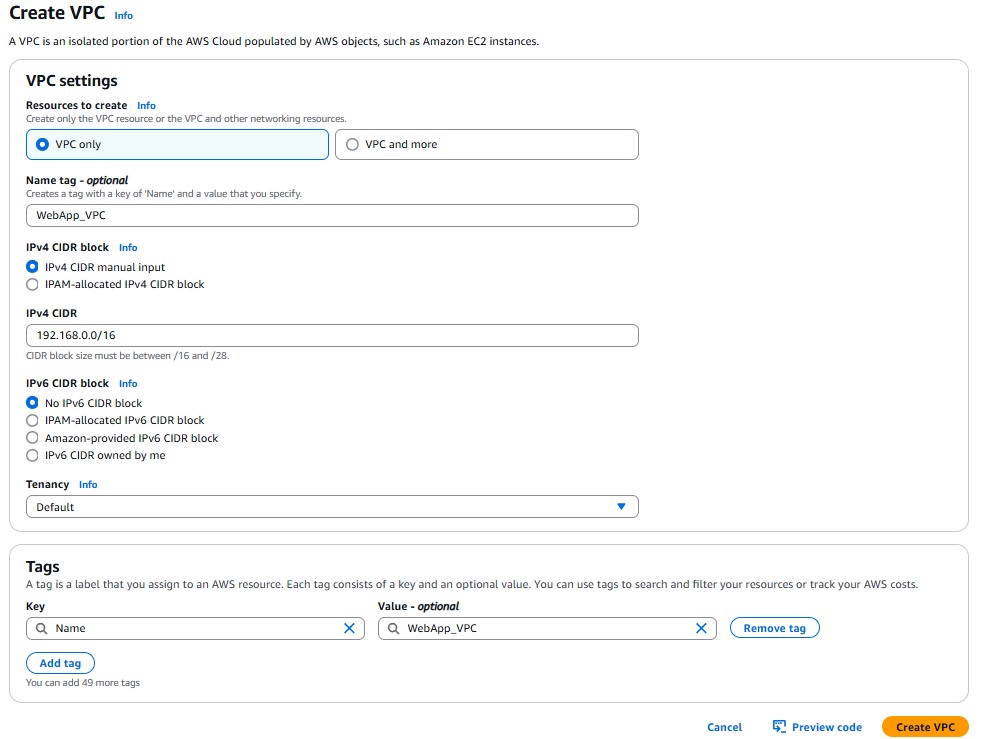 Create VPC Info
A VPC is an isolated portion of the AWS Cloud populated by AWS objects, such as Amazon EC2 instances.
VPC settings
Resources to create Info
Create only the VPC resource or the VPC and other networking resources.
VPC only
VPC and more
Name tag - optional
Creates a tag with a key of 'Name' and a value that you specify.
WebApp_VPC
IPv4 CIDR block Info
IPv4 CIDR manual input
IPAM-allocated IPv4 CIDR block
IPv4 CIDR
192.168.0.0/16
CIDR block size must be between /16 and /28.
IPv6 CIDR block Info
No IPv6 CIDR block
IPAM-allocated IPv6 CIDR block
Amazon-provided IPv6 CIDR block
IPv6 CIDR owned by me
Tenancy Info
Default
Tags
A tag is a label that you assign to an AWS resource. Each tag consists of a key and an optional value. You can use tags to search and filter your resources or track your AWS costs.
Key
Value - optional
Name
WebApp_VPC
Remove tag
Add tag
You can add 49 more tags
Cancel
Preview code
Create VPC